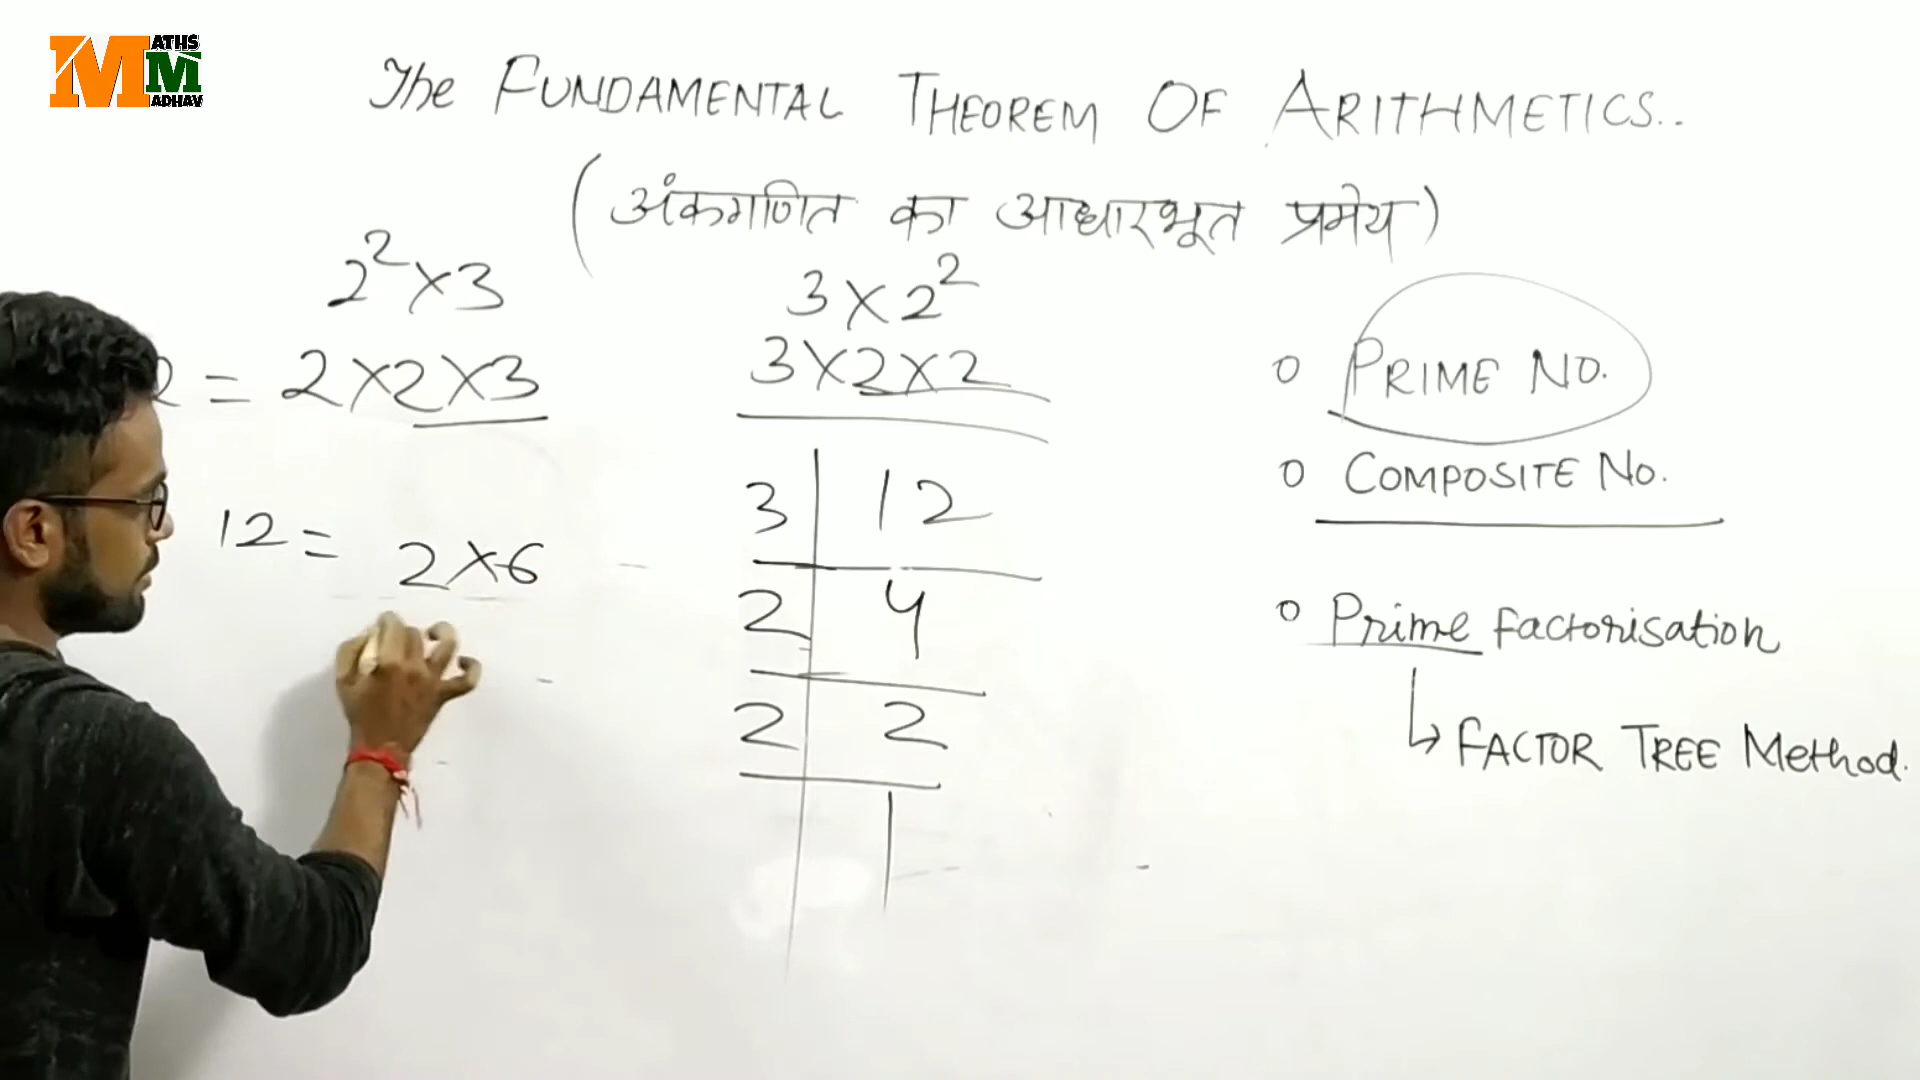 MATHS
MADHAV
The FUNDAMENTAL THEOREM OF ARITHMETICS..
(अंकगणित का आधारभूत प्रमेय)
2²×3
2 = 2×2×3
12 = 2×6
3×2²
3×2×2
3 | 12
2 | 4
2 | 2
1
o PRIME NO.
o COMPOSITE NO.
o Prime factorisation
↳ FACTOR TREE Method.